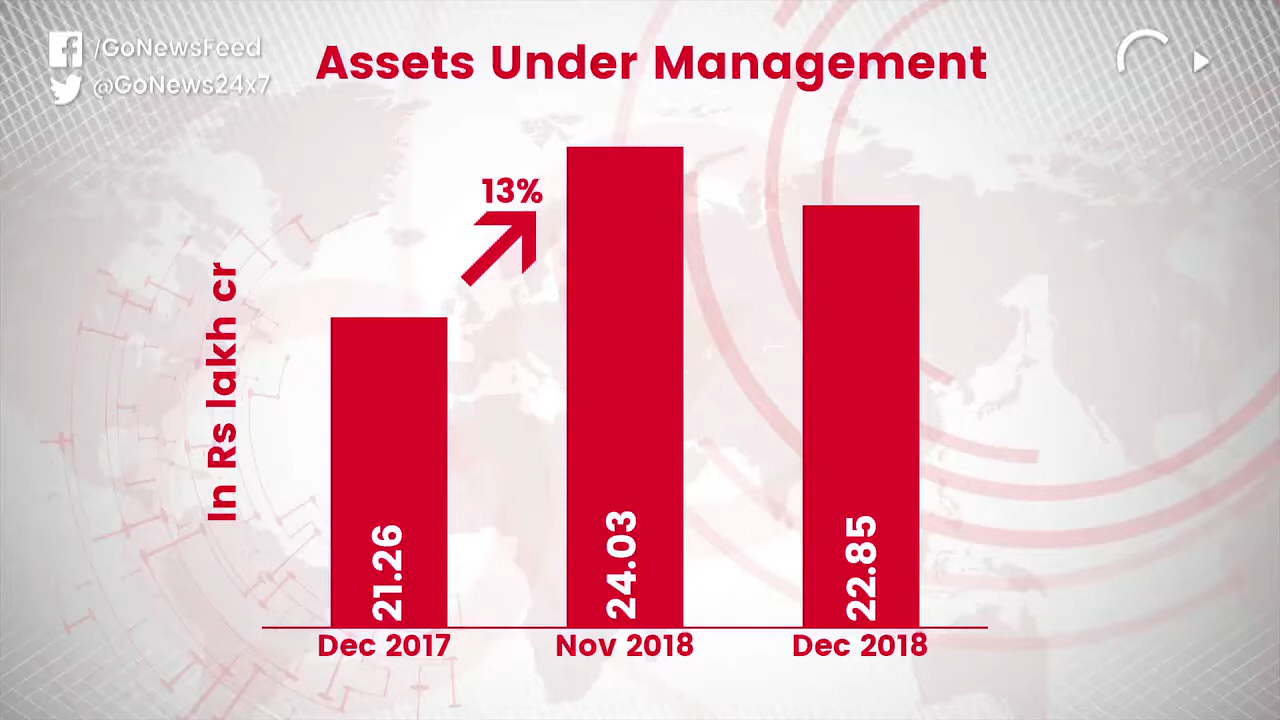 /GoNewsFeed
@GoNews24x7
Assets Under Management
13%
In Rs lakh cr
21.26
24.03
22.85
Dec 2017
Nov 2018
Dec 2018